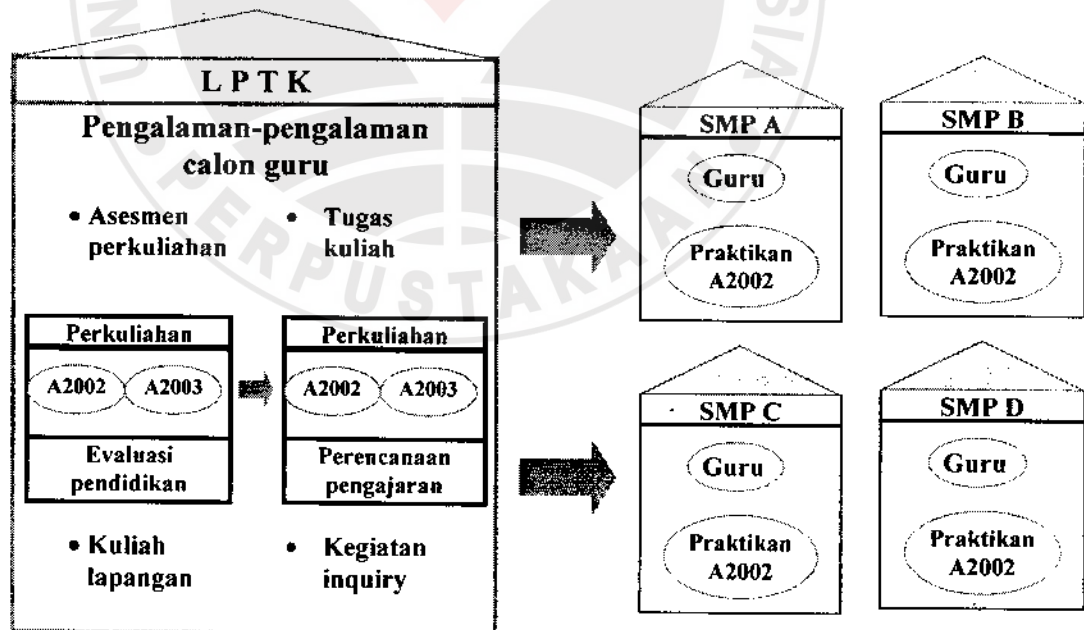 LPTK
Pengalaman-pengalaman
calon guru
• Asesmen
perkuliahan
• Tugas
kuliah
Perkuliahan
A2002 A2003
Evaluasi
pendidikan
Perkuliahan
A2002 A2003
Perencanaan
pengajaran
• Kuliah
lapangan
• Kegiatan
inquiry
SMP A
Guru
Praktikan
A2002
SMP B
Guru
Praktikan
A2002
SMP C
Guru
Praktikan
A2002
SMP D
Guru
Praktikan
A2002
PERPUSTAKAAN